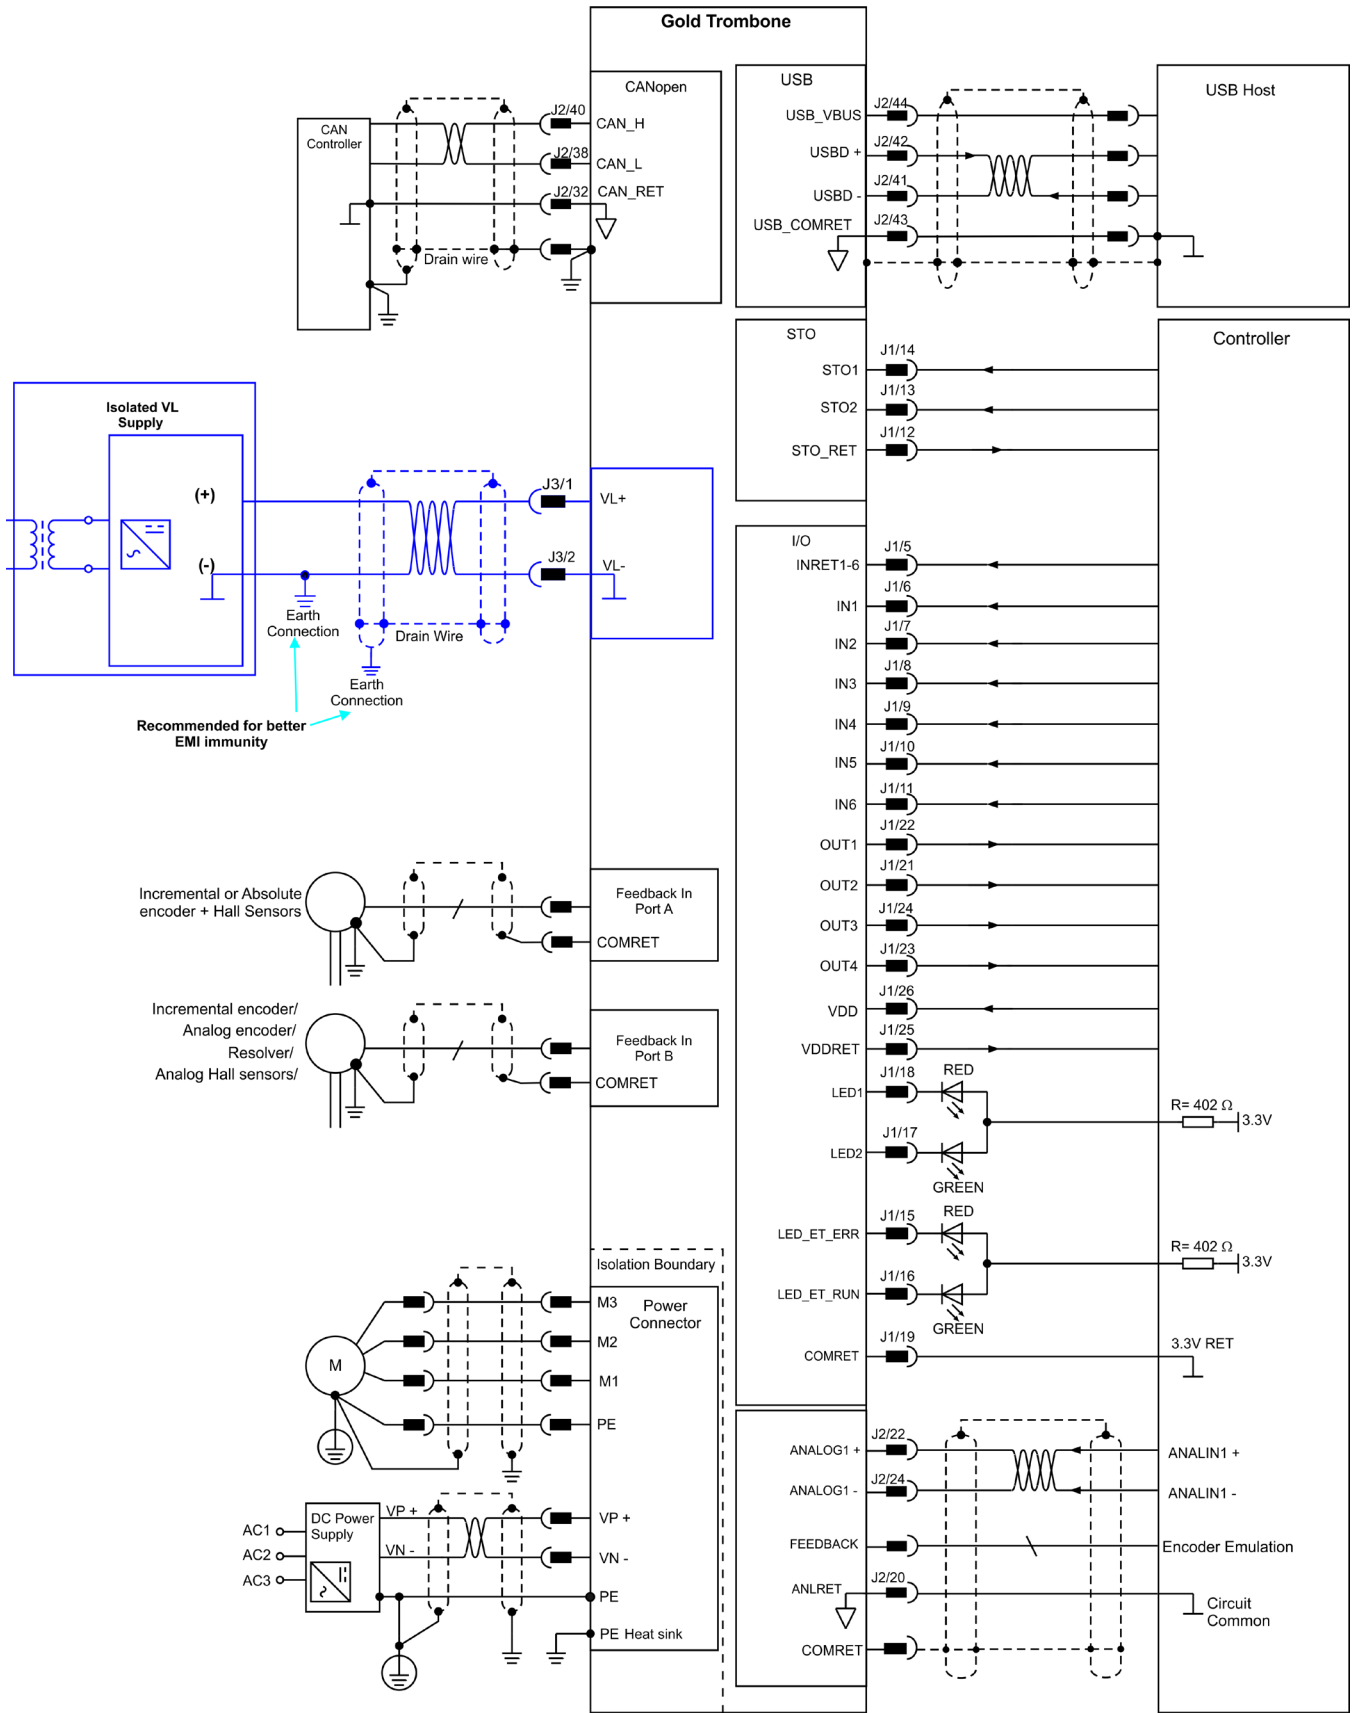 Gold Trombone
CANopen
CAN
Controller
J2/40
CAN_H
J2/38
CAN_L
J2/32
CAN_RET
Drain wire
USB
USB Host
J2/44
USB_VBUS
J2/42
USBD +
J2/41
USBD -
J2/43
USB_COMRET
STO
Controller
J1/14
STO1
J1/13
STO2
J1/12
STO_RET
Isolated VL
Supply
(+)
(-)
J3/1
VL+
J3/2
VL-
Earth
Connection
Drain Wire
Earth
Connection
Recommended for better
EMI immunity
I/O
J1/5
INRET1-6
J1/6
IN1
J1/7
IN2
J1/8
IN3
J1/9
IN4
J1/10
IN5
J1/11
IN6
J1/22
OUT1
J1/21
OUT2
J1/24
OUT3
J1/23
OUT4
J1/26
VDD
J1/25
VDDRET
J1/18
RED
LED1
R= 402 Ω
3.3V
J1/17
LED2
GREEN
J1/15
RED
LED_ET_ERR
R= 402 Ω
3.3V
J1/16
LED_ET_RUN
GREEN
J1/19
COMRET
3.3V RET
Incremental or Absolute
encoder + Hall Sensors
Feedback In
Port A
COMRET
Incremental encoder/
Analog encoder/
Resolver/
Analog Hall sensors/
Feedback In
Port B
COMRET
Isolation Boundary
Power
Connector
M3
M2
M
M1
PE
DC Power
Supply
AC1
AC2
AC3
VP +
VN -
VP +
VN -
PE
PE Heat sink
J2/22
ANALOG1 +
ANALIN1 +
J2/24
ANALOG1 -
ANALIN1 -
FEEDBACK
Encoder Emulation
J2/20
ANLRET
Circuit
Common
COMRET